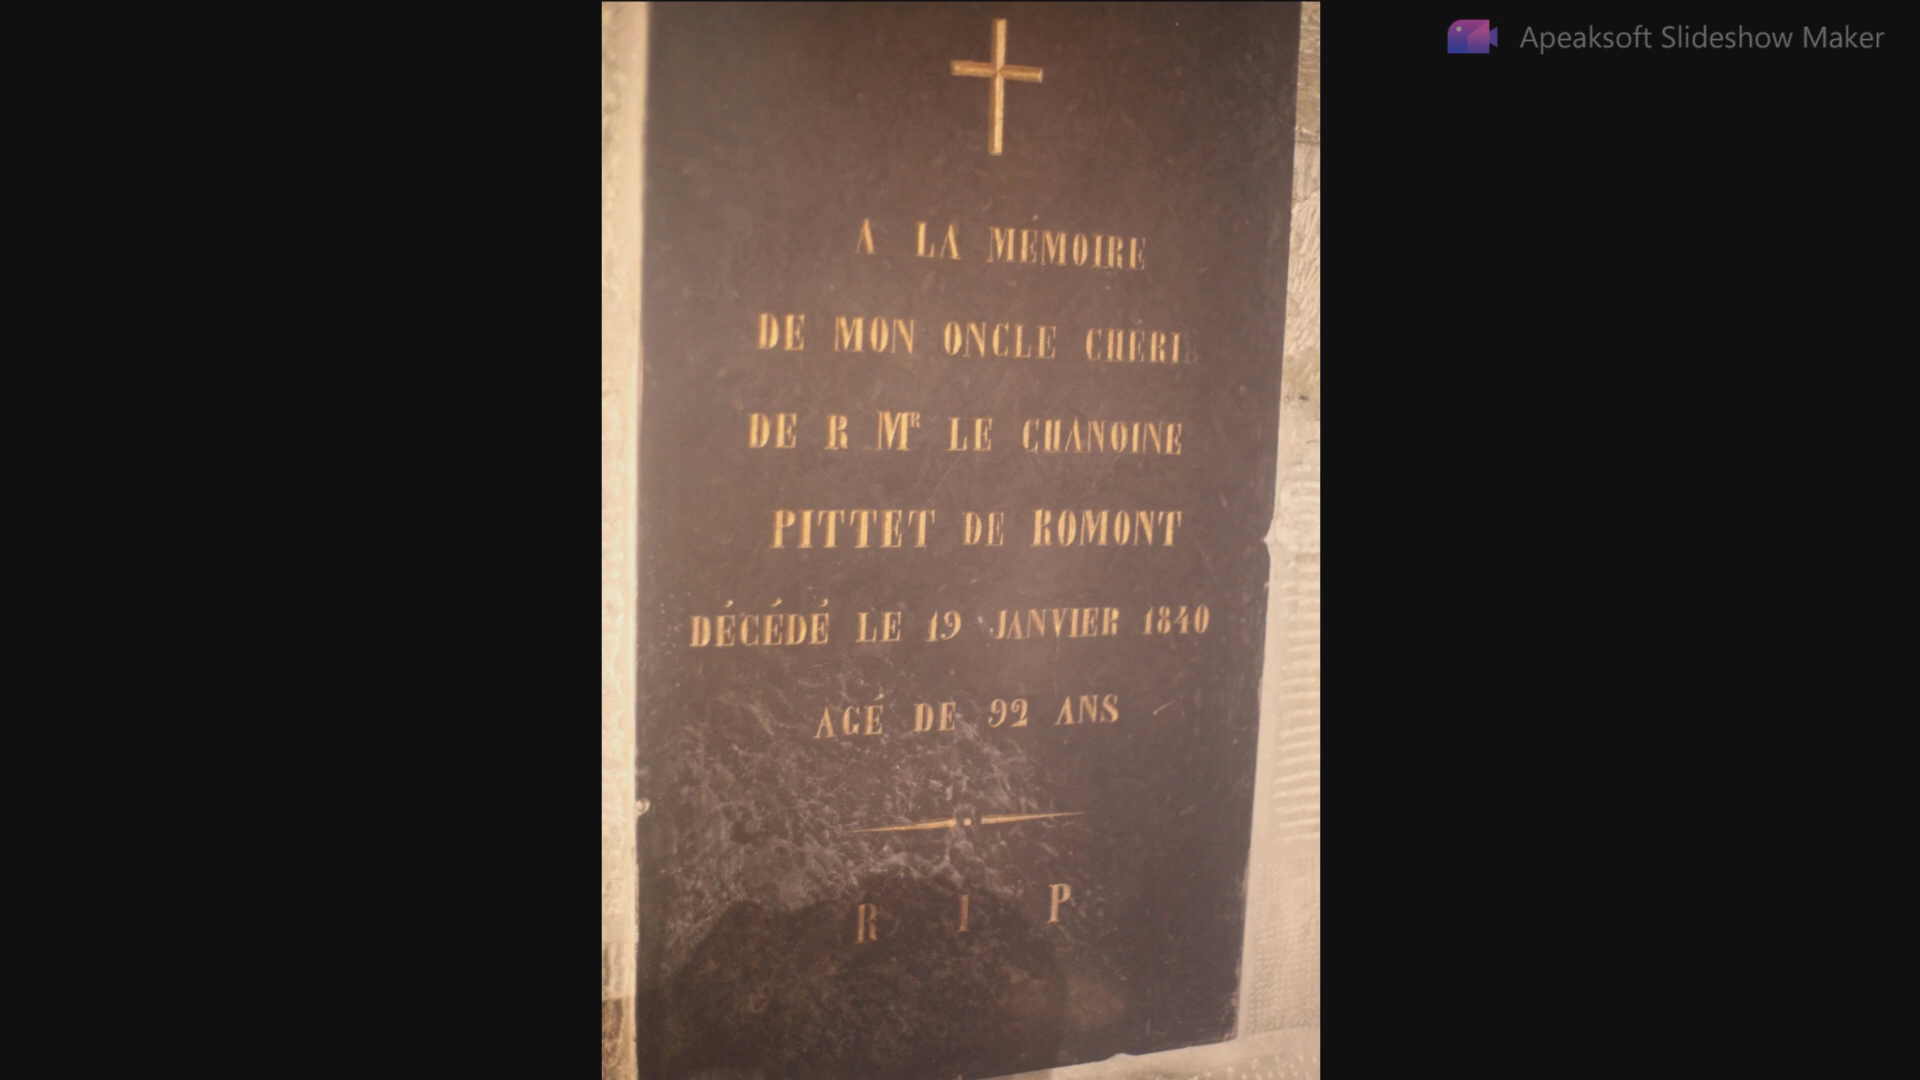 Apeaksoft Slideshow Maker
A LA MÉMOIRE
DE MON ONCLE CHÉRI
DE R MR LE CHANOINE
PITTET DE ROMONT
DÉCÉDÉ LE 19 JANVIER 1840
AGÉ DE 92 ANS
R I P